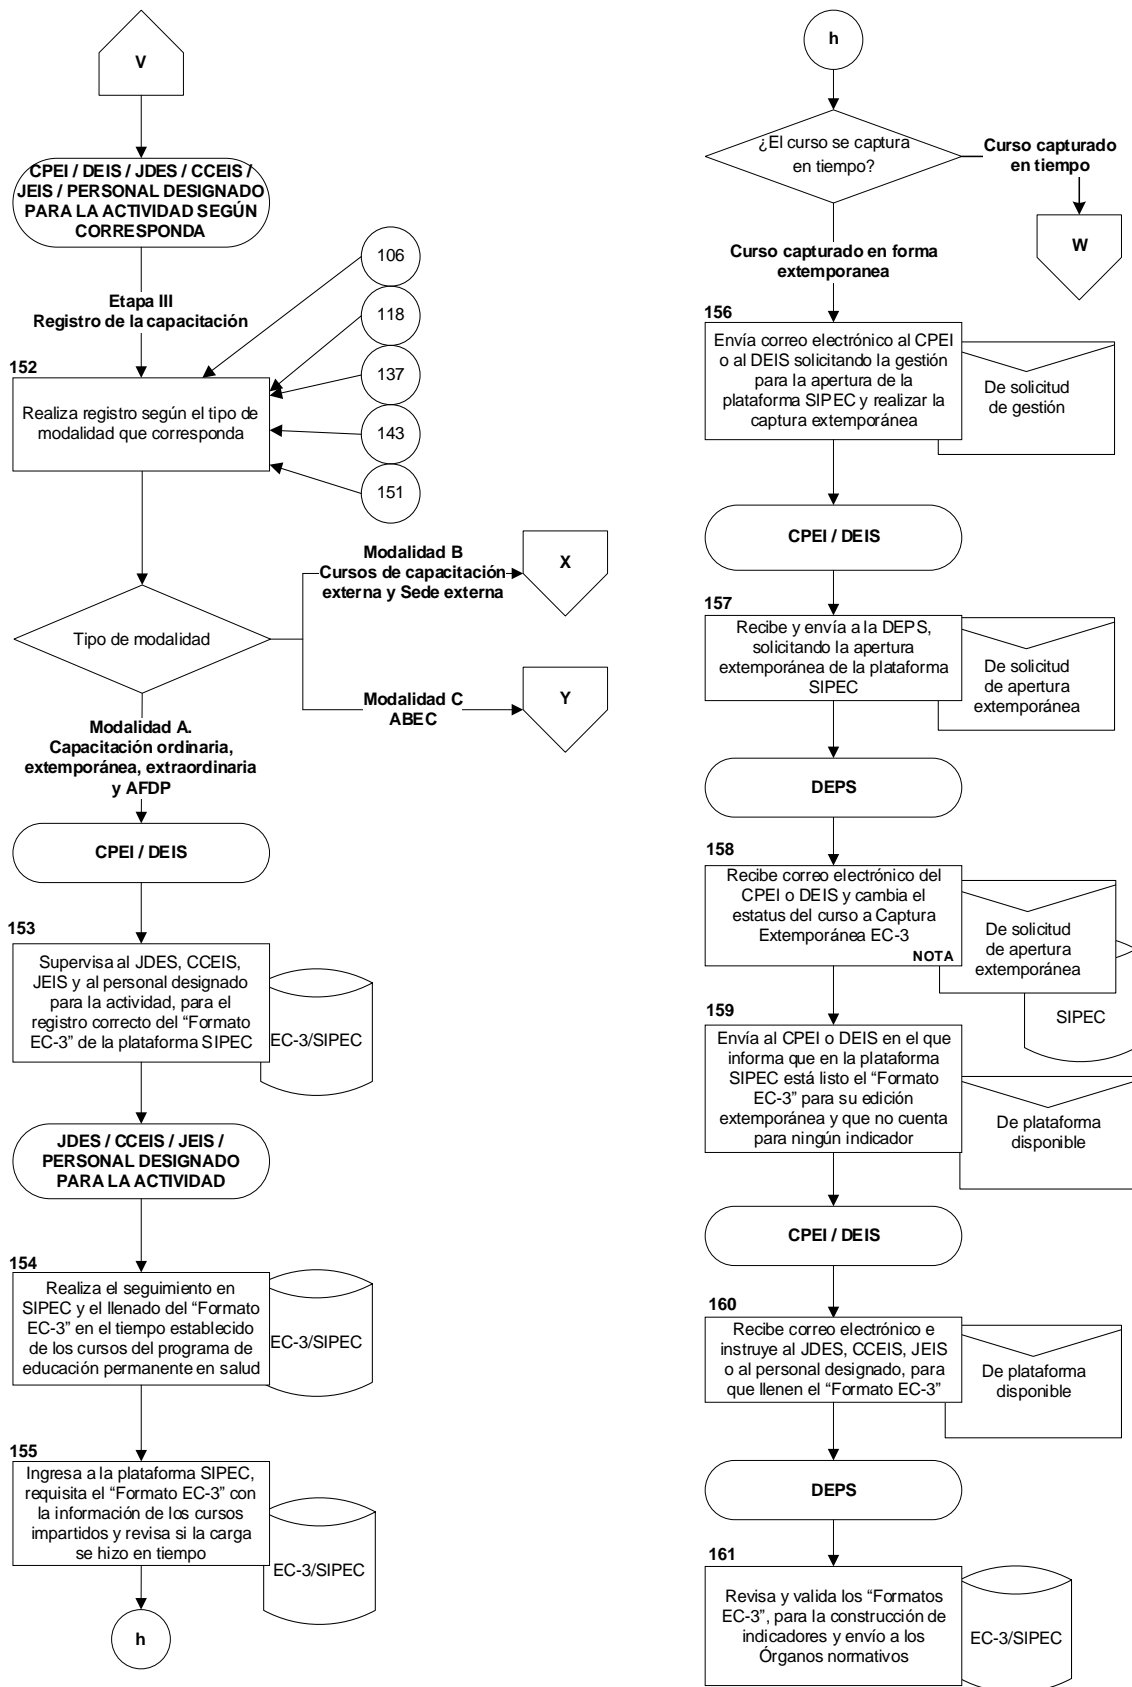 V
CPEI / DEIS / JDES / CCEIS /
JEIS / PERSONAL DESIGNADO
PARA LA ACTIVIDAD SEGÚN
CORRESPONDA
Etapa III
Registro de la capacitación
106
118
137
143
151
152
Realiza registro según el tipo de
modalidad que corresponda
Tipo de modalidad
Modalidad B
Cursos de capacitación
externa y Sede externa
X
Modalidad C
ABEC
Y
Modalidad A.
Capacitación ordinaria,
extemporánea, extraordinaria
y AFDP
CPEI / DEIS
153
Supervisa al JDES, CCEIS,
JEIS y al personal designado
para la actividad, para el
registro correcto del “Formato
EC-3” de la plataforma SIPEC
EC-3/SIPEC
JDES / CCEIS / JEIS /
PERSONAL DESIGNADO
PARA LA ACTIVIDAD
154
Realiza el seguimiento en
SIPEC y el llenado del “Formato
EC-3” en el tiempo establecido
de los cursos del programa de
educación permanente en salud
EC-3/SIPEC
155
Ingresa a la plataforma SIPEC,
requisita el “Formato EC-3” con
la información de los cursos
impartidos y revisa si la carga
se hizo en tiempo
EC-3/SIPEC
h
h
¿El curso se captura
en tiempo?
Curso capturado
en tiempo
W
Curso capturado en forma
extemporanea
156
Envía correo electrónico al CPEI
o al DEIS solicitando la gestión
para la apertura de la
plataforma SIPEC y realizar la
captura extemporánea
De solicitud
de gestión
CPEI / DEIS
157
Recibe y envía a la DEPS,
solicitando la apertura
extemporánea de la plataforma
SIPEC
De solicitud
de apertura
extemporánea
DEPS
158
Recibe correo electrónico del
CPEI o DEIS y cambia el
estatus del curso a Captura
Extemporánea EC-3
NOTA
De solicitud
de apertura
extemporánea
SIPEC
159
Envía al CPEI o DEIS en el que
informa que en la plataforma
SIPEC está listo el “Formato
EC-3” para su edición
extemporánea y que no cuenta
para ningún indicador
De plataforma
disponible
CPEI / DEIS
160
Recibe correo electrónico e
instruye al JDES, CCEIS, JEIS
o al personal designado, para
que llenen el “Formato EC-3”
De plataforma
disponible
DEPS
161
Revisa y valida los “Formatos
EC-3”, para la construcción de
indicadores y envío a los
Órganos normativos
EC-3/SIPEC